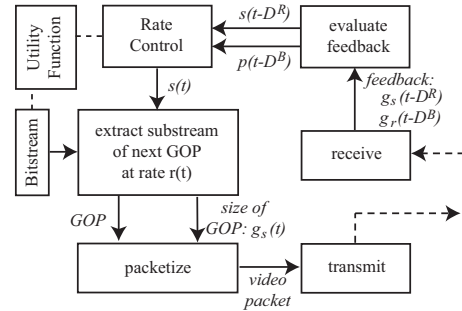 Utility
Function
Rate
Control
s(t-D^R)
p(t-D^B)
evaluate
feedback
s(t)
feedback:
g_s(t-D^R)
g_r(t-D^B)
Bitstream
extract substream
of next GOP
at rate r(t)
receive
GOP
size of
GOP: g_s(t)
packetize
video
packet
transmit